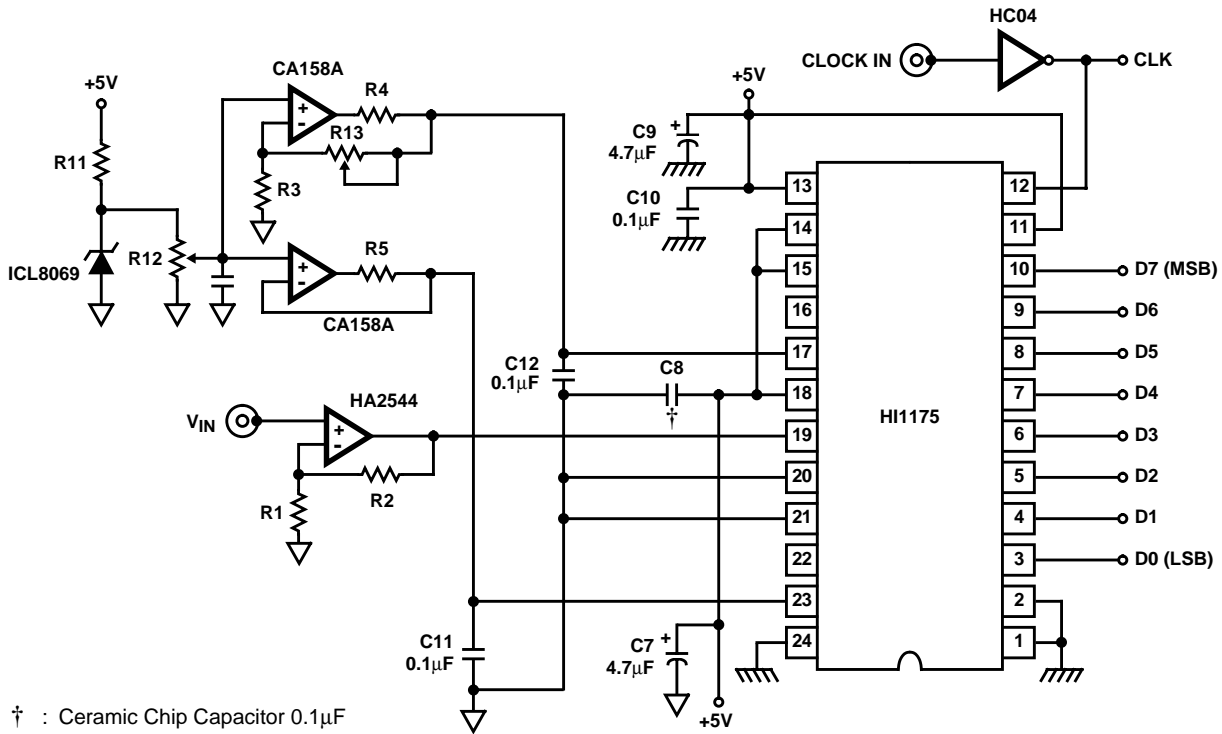 HC04
CLOCK IN
CLK
CA158A
+5V
R4
+
-
R13
R11
R3
+5V
C9
+
4.7μF
C10
0.1μF
ICL8069
R12
R5
+
-
CA158A
C12
0.1μF
C8
†
HA2544
VIN
+
-
R2
R1
C11
0.1μF
C7
+
4.7μF
+5V
13
14
15
16
17
18
19
20
21
22
23
24
HI1175
12
11
10 D7 (MSB)
9 D6
8 D5
7 D4
6 D3
5 D2
4 D1
3 D0 (LSB)
2
1
† : Ceramic Chip Capacitor 0.1μF